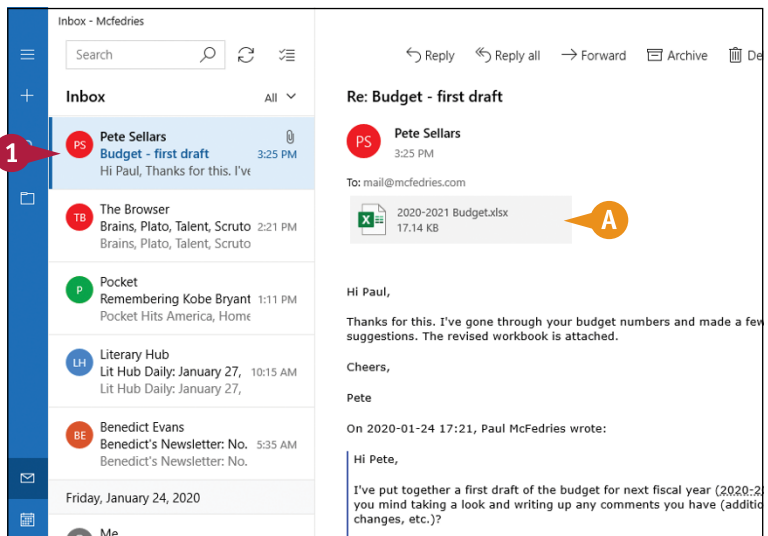 Inbox - Mcfedries
Search
Reply
Reply all
Forward
Archive
De
Inbox
All
PS
Pete Sellars
Budget - first draft
3:25 PM
Hi Paul, Thanks for this. I've
1
TB
The Browser
Brains, Plato, Talent, Scruto
2:21 PM
Brains, Plato, Talent, Scruto
P
Pocket
Remembering Kobe Bryant
1:11 PM
Pocket Hits America, Home
LH
Literary Hub
Lit Hub Daily: January 27,
10:15 AM
Lit Hub Daily: January 27,
BE
Benedict Evans
Benedict's Newsletter: No.
5:35 AM
Benedict's Newsletter: No.
Friday, January 24, 2020
Me
Re: Budget - first draft
PS
Pete Sellars
3:25 PM
To: mail@mcfedries.com
2020-2021 Budget.xlsx
17.14 KB
A
Hi Paul,
Thanks for this. I've gone through your budget numbers and made a few
suggestions. The revised workbook is attached.
Cheers,
Pete
On 2020-01-24 17:21, Paul McFedries wrote:
Hi Pete,
I've put together a first draft of the budget for next fiscal year (2020-2
you mind taking a look and writing up any comments you have (additio
changes, etc.)?